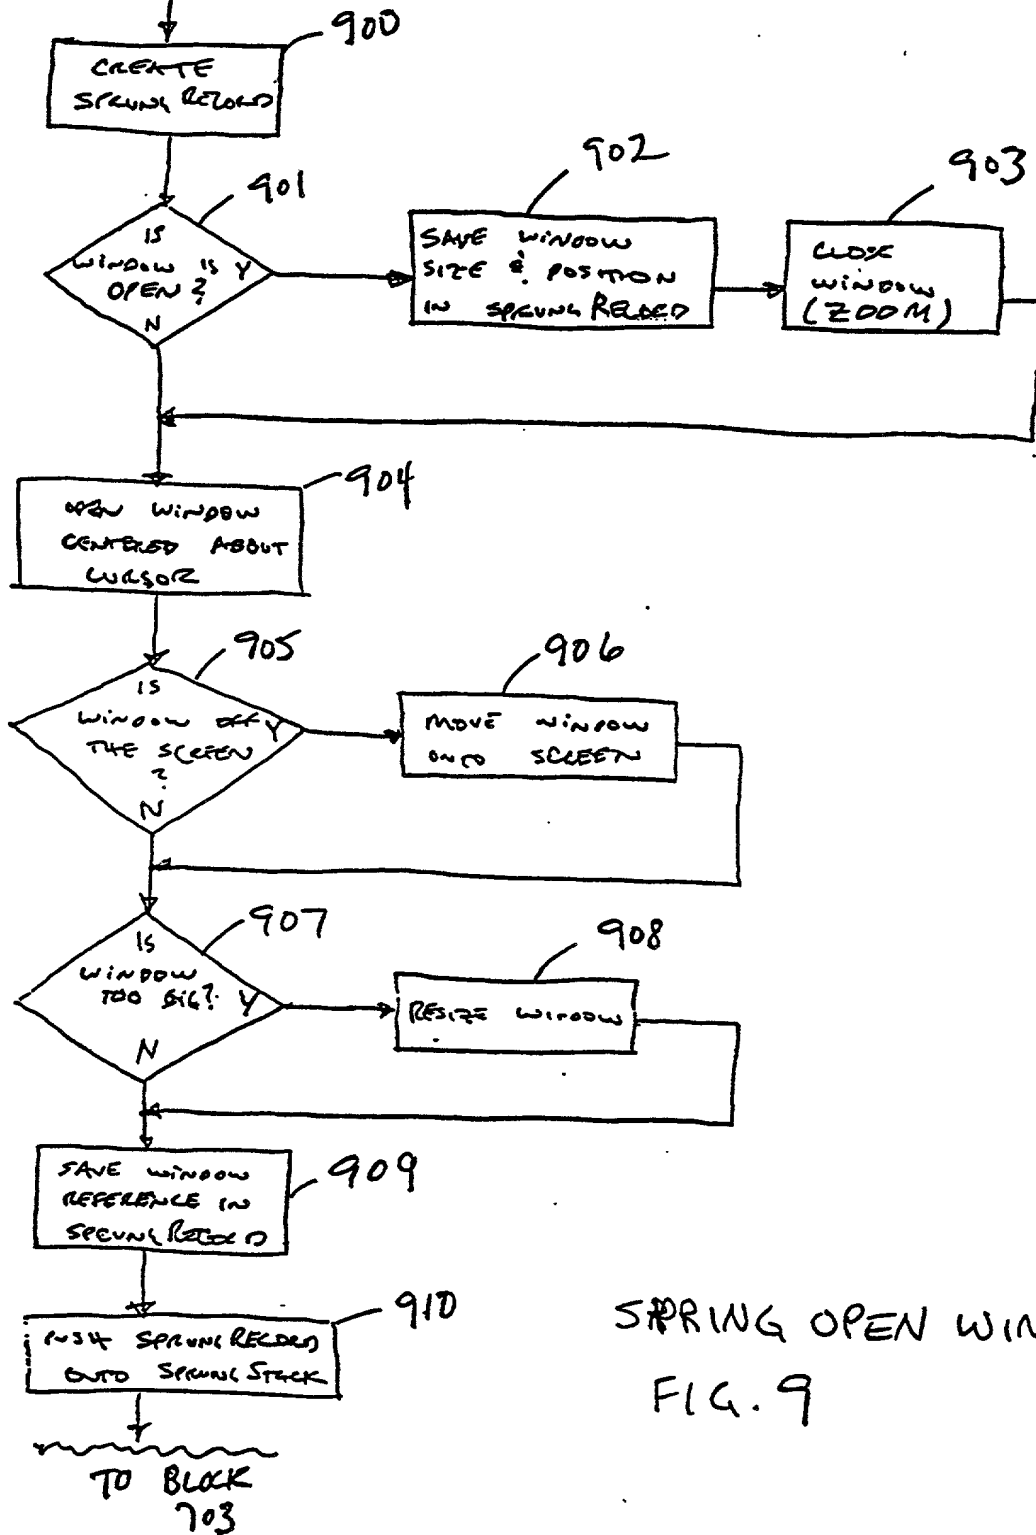 900
CREATE
SPRUNG RECORD
901
IS
WINDOW IS Y
OPEN?
N
902
SAVE WINDOW
SIZE & POSITION
IN SPRUNG RECORD
903
CLOSE
WINDOW
(ZOOM)
904
OPEN WINDOW
CENTERED ABOUT
CURSOR
905
IS
WINDOW OFF Y
THE SCREEN
?
N
906
MOVE WINDOW
ONTO SCREEN
907
IS
WINDOW
TOO BIG? Y
N
908
RESIZE WINDOW
909
SAVE WINDOW
REFERENCE IN
SPRUNG RECORD
910
PUSH SPRUNG RECORD
ONTO SPRUNG STACK
TO BLOCK
703
SPRING OPEN WIN
FIG. 9